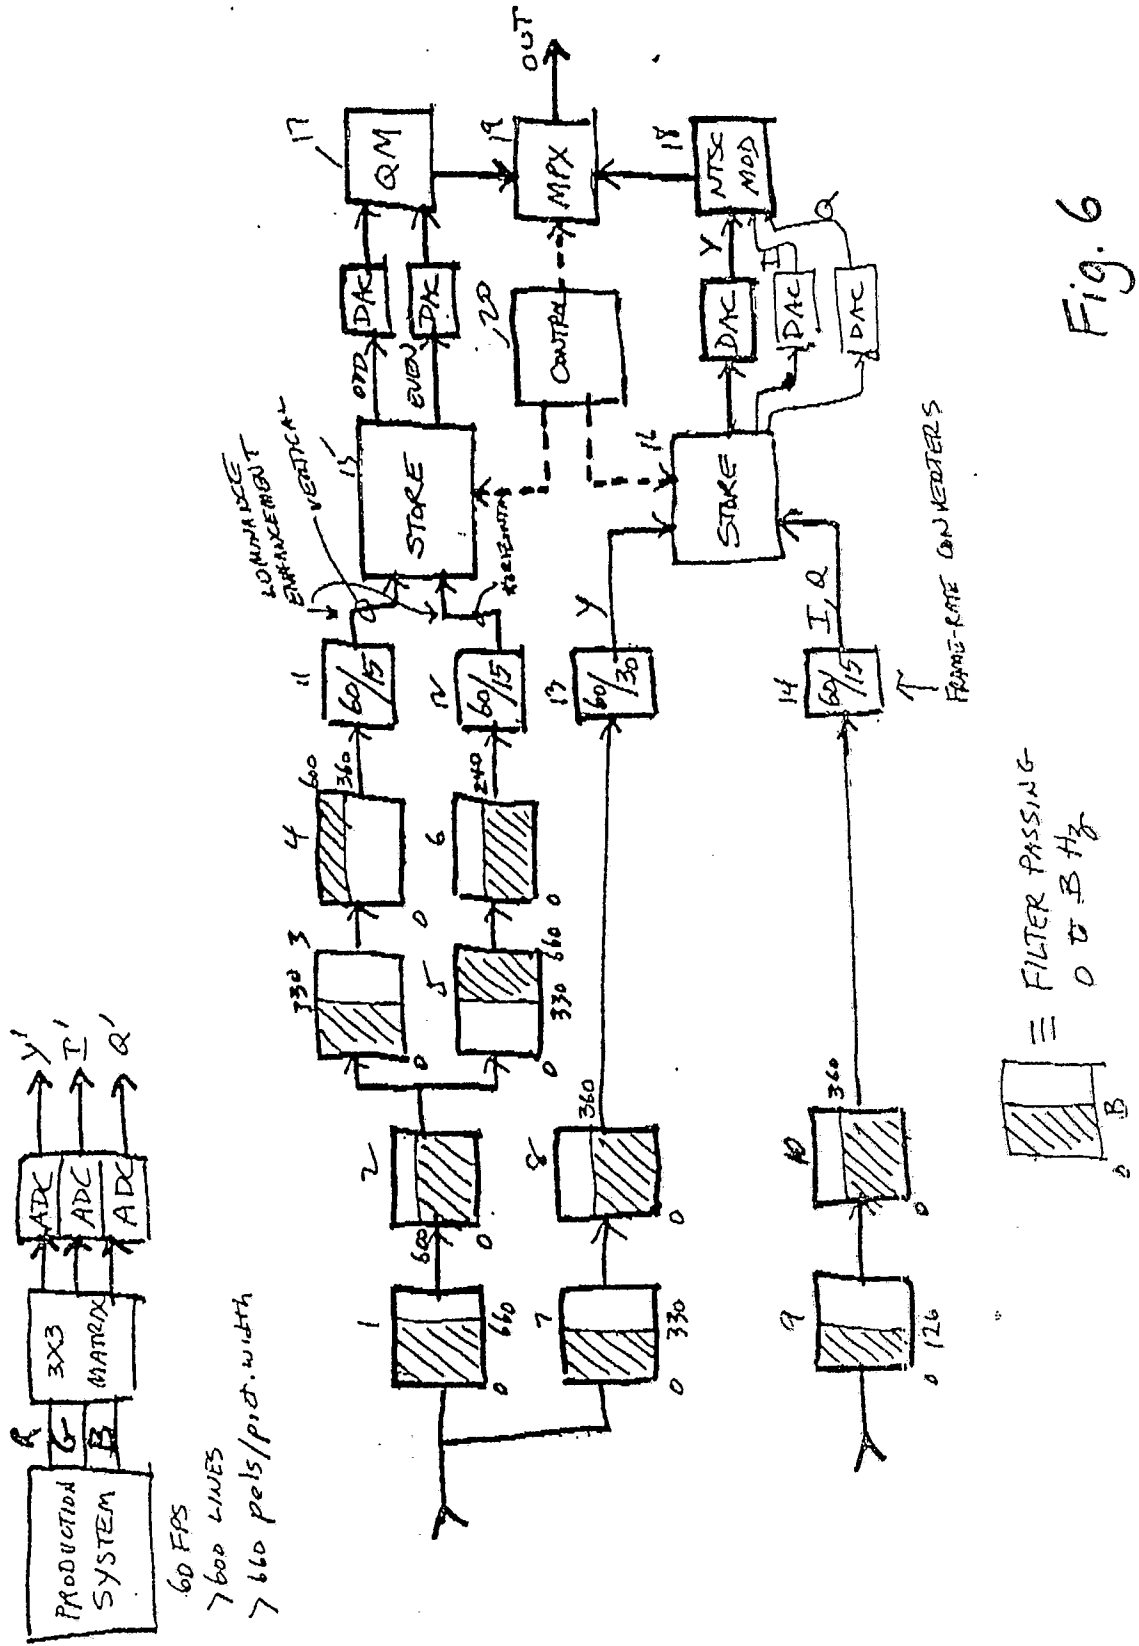 PRODUCTION
SYSTEM
R
G
B
3X3
MATRIX
ADC
ADC
ADC
Y'
I'
Q'
60 FPS
>600 LINES
>660 pels/pict. width
1
0
660
600
2
0
330
3
0
4
600
360
0
11
60/15
LUMINANCE
ENHANCEMENT
VERTICAL
15
STORE
ODD
EVEN
DAC
DAC
17
QM
5
0
330
660
6
240
0
12
60/15
HORIZONTAL
20
CONTROL
19
MPX
OUT
7
0
330
8
360
0
13
60/30
Y
16
STORE
DAC
DAC
DAC
Y
I
Q
18
NTSC
MOD
9
0
126
10
360
0
14
60/15
I, Q
↑
FRAME-RATE CONVERTERS
0
B
≡ FILTER PASSING
0 to B Hz
Fig. 6